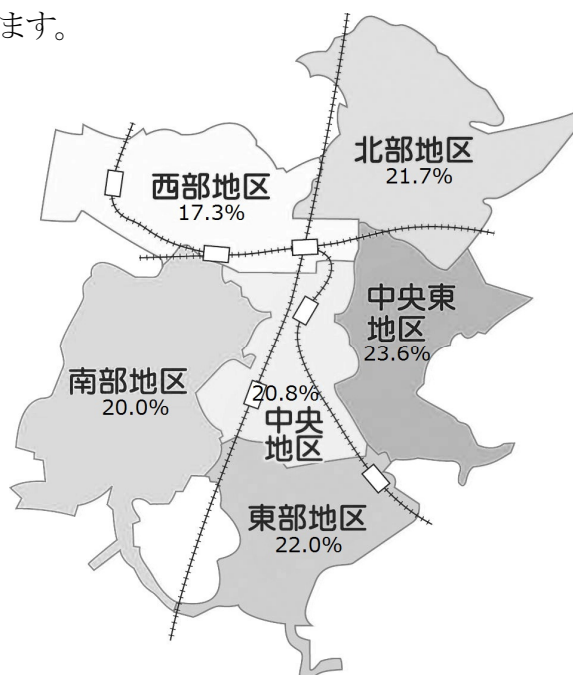 ます。
北部地区
21.7%
西部地区
17.3%
中央東
地区
23.6%
南部地区
20.0%
20.8%
中央
地区
東部地区
22.0%